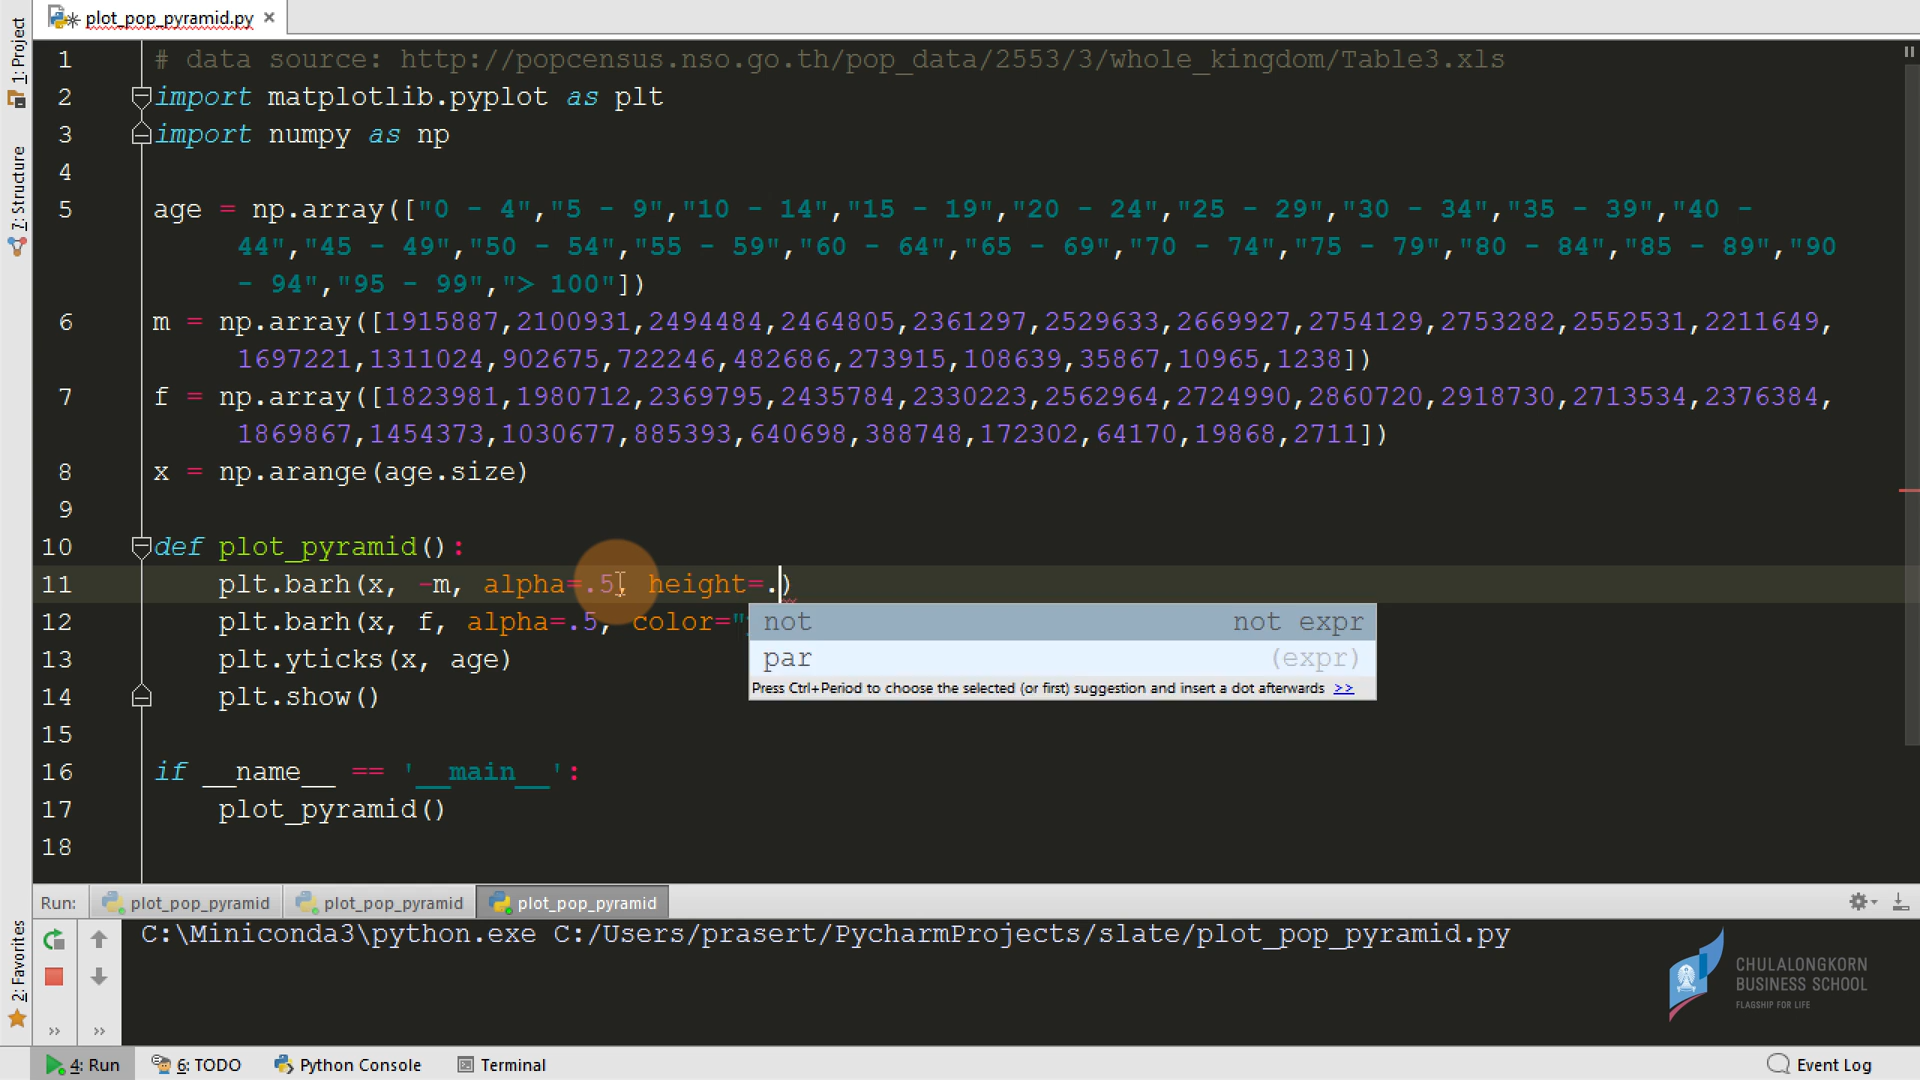 plot_pop_pyramid.py
1: Project
7: Structure
2: Favorites
1 # data source: http://popcensus.nso.go.th/pop_data/2553/3/whole_kingdom/Table3.xls
2 import matplotlib.pyplot as plt
3 import numpy as np
4
5 age = np.array(["0 - 4","5 - 9","10 - 14","15 - 19","20 - 24","25 - 29","30 - 34","35 - 39","40 -
44","45 - 49","50 - 54","55 - 59","60 - 64","65 - 69","70 - 74","75 - 79","80 - 84","85 - 89","90
- 94","95 - 99","> 100"])
6 m = np.array([1915887,2100931,2494484,2464805,2361297,2529633,2669927,2754129,2753282,2552531,2211649,
1697221,1311024,902675,722246,482686,273915,108639,35867,10965,1238])
7 f = np.array([1823981,1980712,2369795,2435784,2330223,2562964,2724990,2860720,2918730,2713534,2376384,
1869867,1454373,1030677,885393,640698,388748,172302,64170,19868,2711])
8 x = np.arange(age.size)
9
10 def plot_pyramid():
11 plt.barh(x, -m, alpha=.5, height=.)
12 plt.barh(x, f, alpha=.5, color="
not not expr
13 plt.yticks(x, age)
par (expr)
Press Ctrl+Period to choose the selected (or first) suggestion and insert a dot afterwards >>
14 plt.show()
15
16 if __name__ == '__main__':
17 plot_pyramid()
18
Run: plot_pop_pyramid plot_pop_pyramid plot_pop_pyramid
C:\Miniconda3\python.exe C:/Users/prasert/PycharmProjects/slate/plot_pop_pyramid.py
CHULALONGKORN
BUSINESS SCHOOL
FLAGSHIP FOR LIFE
4: Run 6: TODO Python Console Terminal Event Log